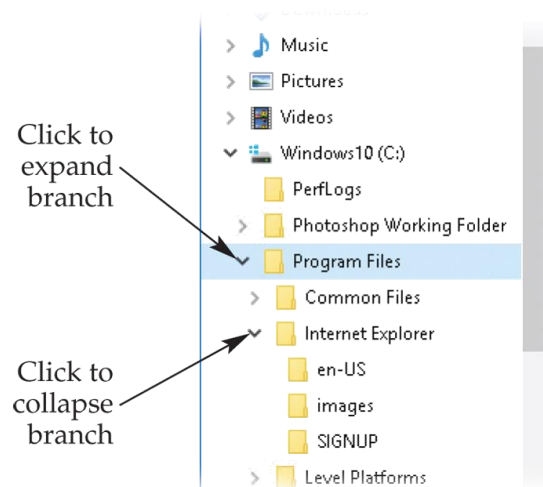 Music
Pictures
Videos
Click to
expand
branch
Windows10 (C:)
PerfLogs
Photoshop Working Folder
Program Files
Common Files
Internet Explorer
Click to
collapse
branch
en-US
images
SIGNUP
Level Platforms